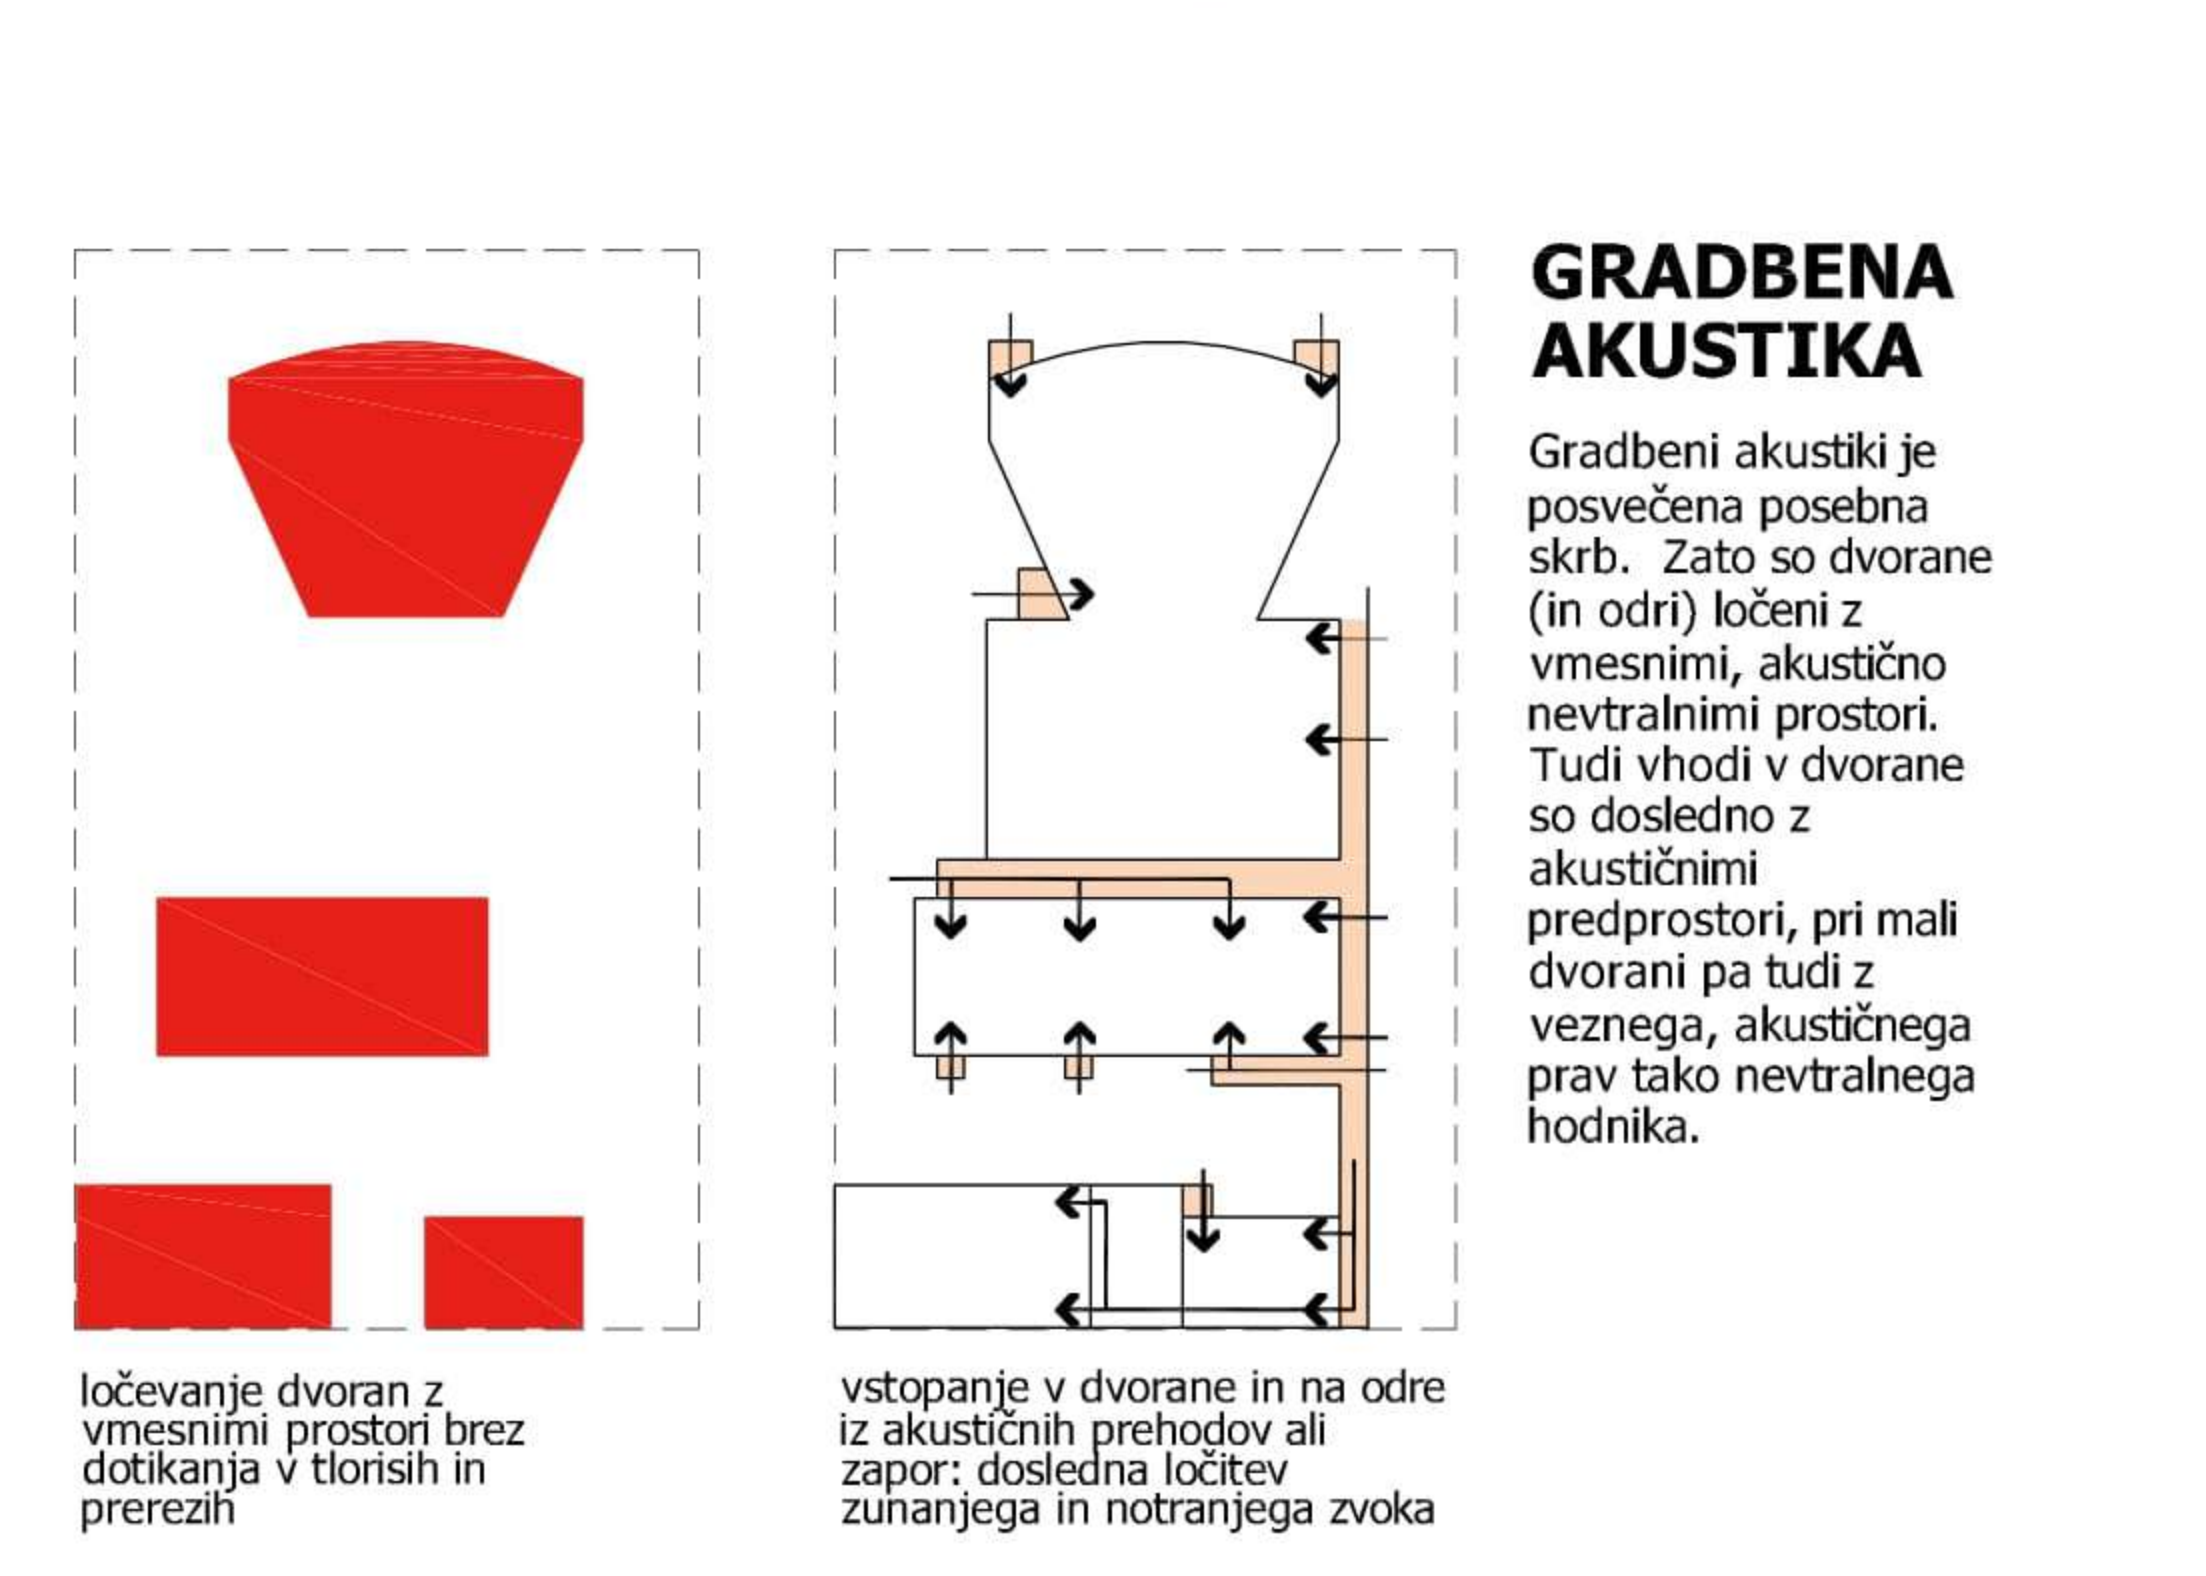 GRADBENA
AKUSTIKA
Gradbeni akustiki je
posvečena posebna
skrb.  Zato so dvorane
(in odri) ločeni z
vmesnimi, akustično
nevtralnimi prostori.
Tudi vhodi v dvorane
so dosledno z
akustičnimi
predprostori, pri mali
dvorani pa tudi z
veznega, akustičnega
prav tako nevtralnega
hodnika.
ločevanje dvoran z
vmesnimi prostori brez
dotikanja v tlorisih in
prerezih
vstopanje v dvorane in na odre
iz akustičnih prehodov ali
zapor: dosledna ločitev
zunanjega in notranjega zvoka